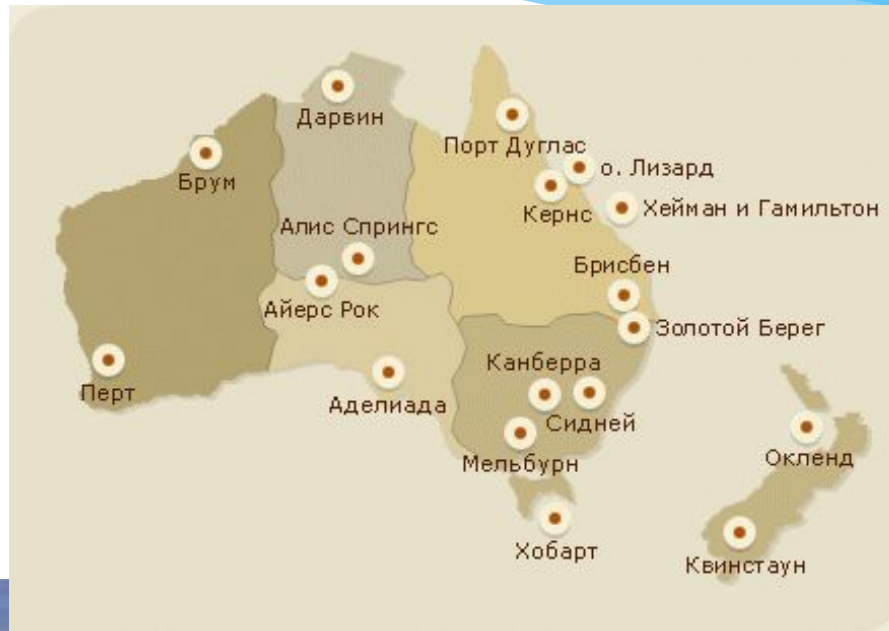 Дарвин
Порт Дуглас
о. Лизард
Брум
Кернс
Хейман и Гамильтон
Алис Спрингс
Брисбен
Айерс Рок
Золотой Берег
Канберра
Перт
Аделиада
Сидней
Мельбурн
Окленд
Хобарт
Квинстаун